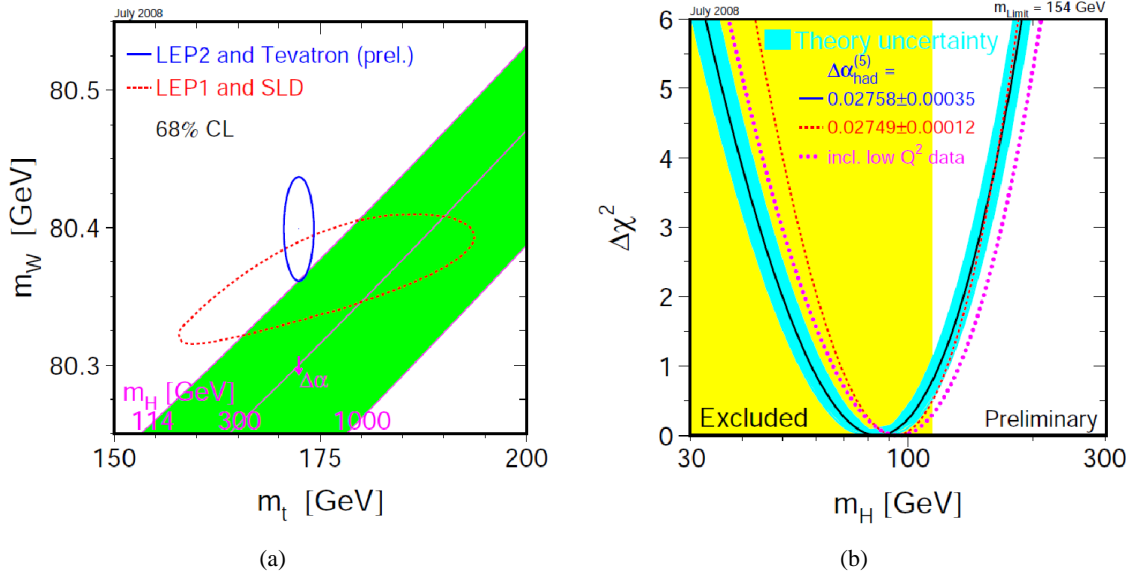 July 2008
LEP2 and Tevatron (prel.)
LEP1 and SLD
68% CL
80.5
80.4
80.3
m_W [GeV]
Δα
m_H [GeV]
114 300 1000
150 175 200
m_t [GeV]
(a)
July 2008
m_Limit = 154 GeV
Theory uncertainty
Δα_had^(5) =
0.02758±0.00035
0.02749±0.00012
incl. low Q² data
6
5
4
3
2
1
0
Δχ²
Excluded
Preliminary
30 100 300
m_H [GeV]
(b)